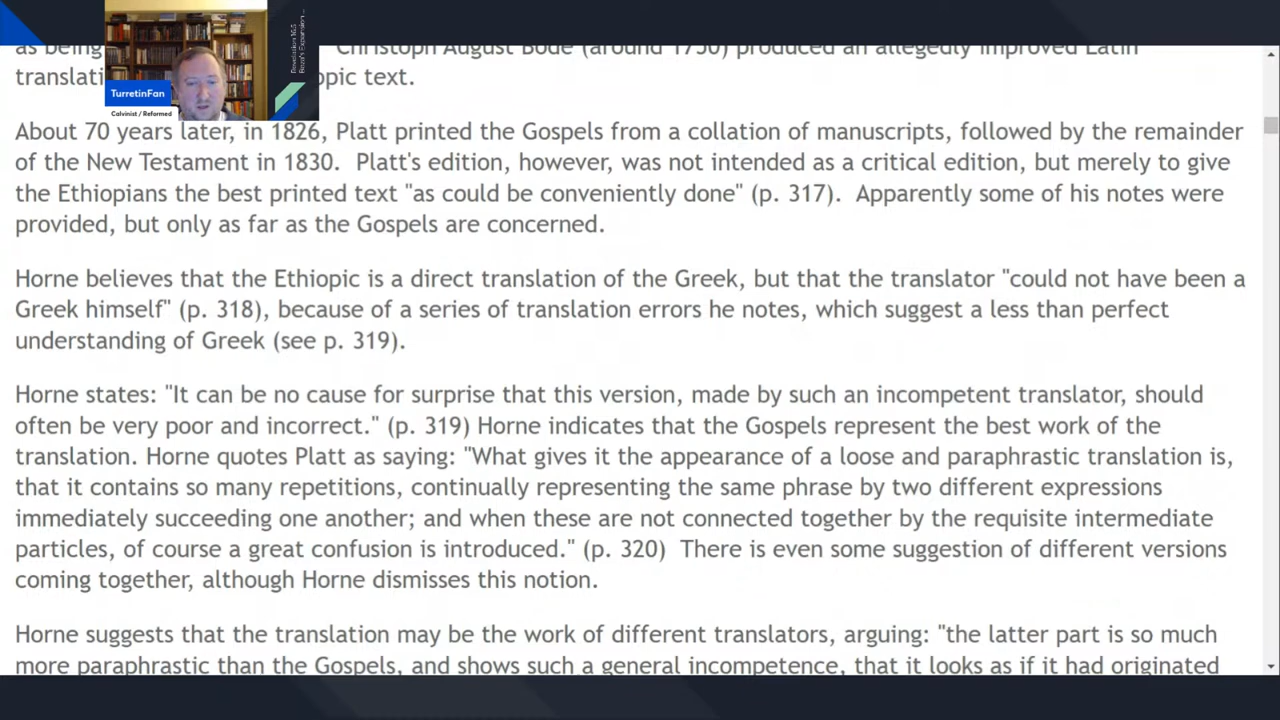 as being Christoph August Bode (around 1750) produced an allegedly improved Latin
translati opic text.
Revelation 16:5
Beza's Expansion -
TurretinFan
Calvinist / Reformed
About 70 years later, in 1826, Platt printed the Gospels from a collation of manuscripts, followed by the remainder
of the New Testament in 1830. Platt's edition, however, was not intended as a critical edition, but merely to give
the Ethiopians the best printed text "as could be conveniently done" (p. 317). Apparently some of his notes were
provided, but only as far as the Gospels are concerned.
Horne believes that the Ethiopic is a direct translation of the Greek, but that the translator "could not have been a
Greek himself" (p. 318), because of a series of translation errors he notes, which suggest a less than perfect
understanding of Greek (see p. 319).
Horne states: "It can be no cause for surprise that this version, made by such an incompetent translator, should
often be very poor and incorrect." (p. 319) Horne indicates that the Gospels represent the best work of the
translation. Horne quotes Platt as saying: "What gives it the appearance of a loose and paraphrastic translation is,
that it contains so many repetitions, continually representing the same phrase by two different expressions
immediately succeeding one another; and when these are not connected together by the requisite intermediate
particles, of course a great confusion is introduced." (p. 320) There is even some suggestion of different versions
coming together, although Horne dismisses this notion.
Horne suggests that the translation may be the work of different translators, arguing: "the latter part is so much
more paraphrastic than the Gospels, and shows such a general incompetence, that it looks as if it had originated